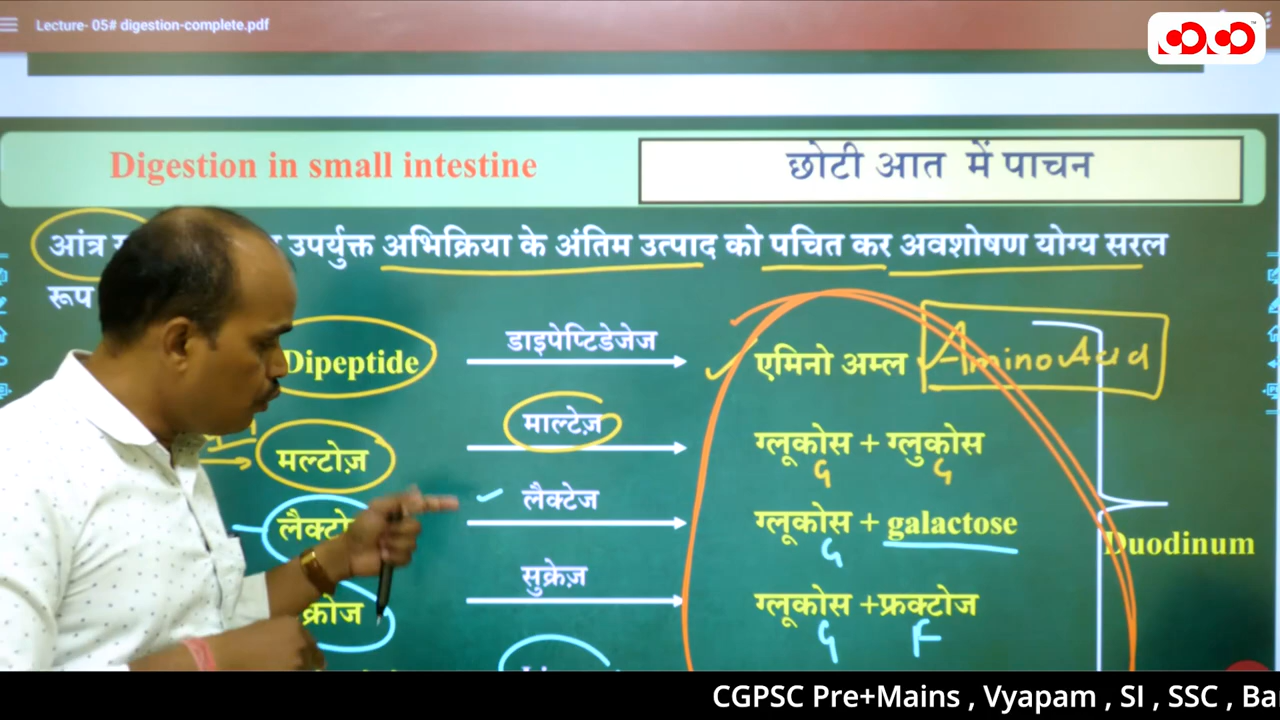 Lecture- 05# digestion-complete.pdf
Digestion in small intestine
छोटी आत में पाचन
आंत्र उपर्युक्त अभिक्रिया के अंतिम उत्पाद को पचित कर अवशोषण योग्य सरल
रूप
Dipeptide डाइपेप्टिडेजेज एमिनो अम्ल Amino Acid
मल्टोज़ माल्टेज़ ग्लूकोस + ग्लुकोस
G G
लैक्टेज ग्लूकोस + galactose
G
Duodinum
सुक्रेज़ ग्लूकोस +फ्रक्टोज
G F
CGPSC Pre+Mains , Vyapam , SI , SSC , Ba